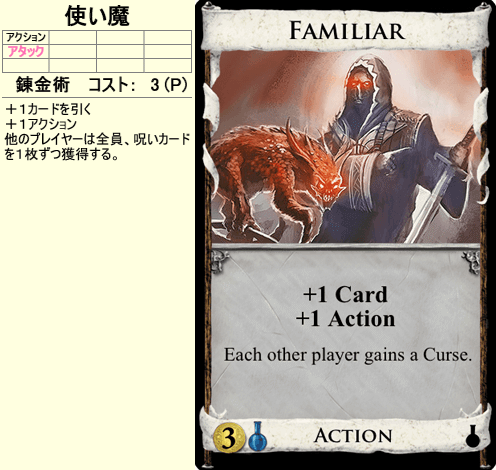 使い魔
アクション
アタック
錬金術 コスト: 3(P)
+1カードを引く
+1アクション
他のプレイヤーは全員、呪いカード
を1枚ずつ獲得する。
FAMILIAR
+1 Card
+1 Action
Each other player gains a Curse.
3 ACTION